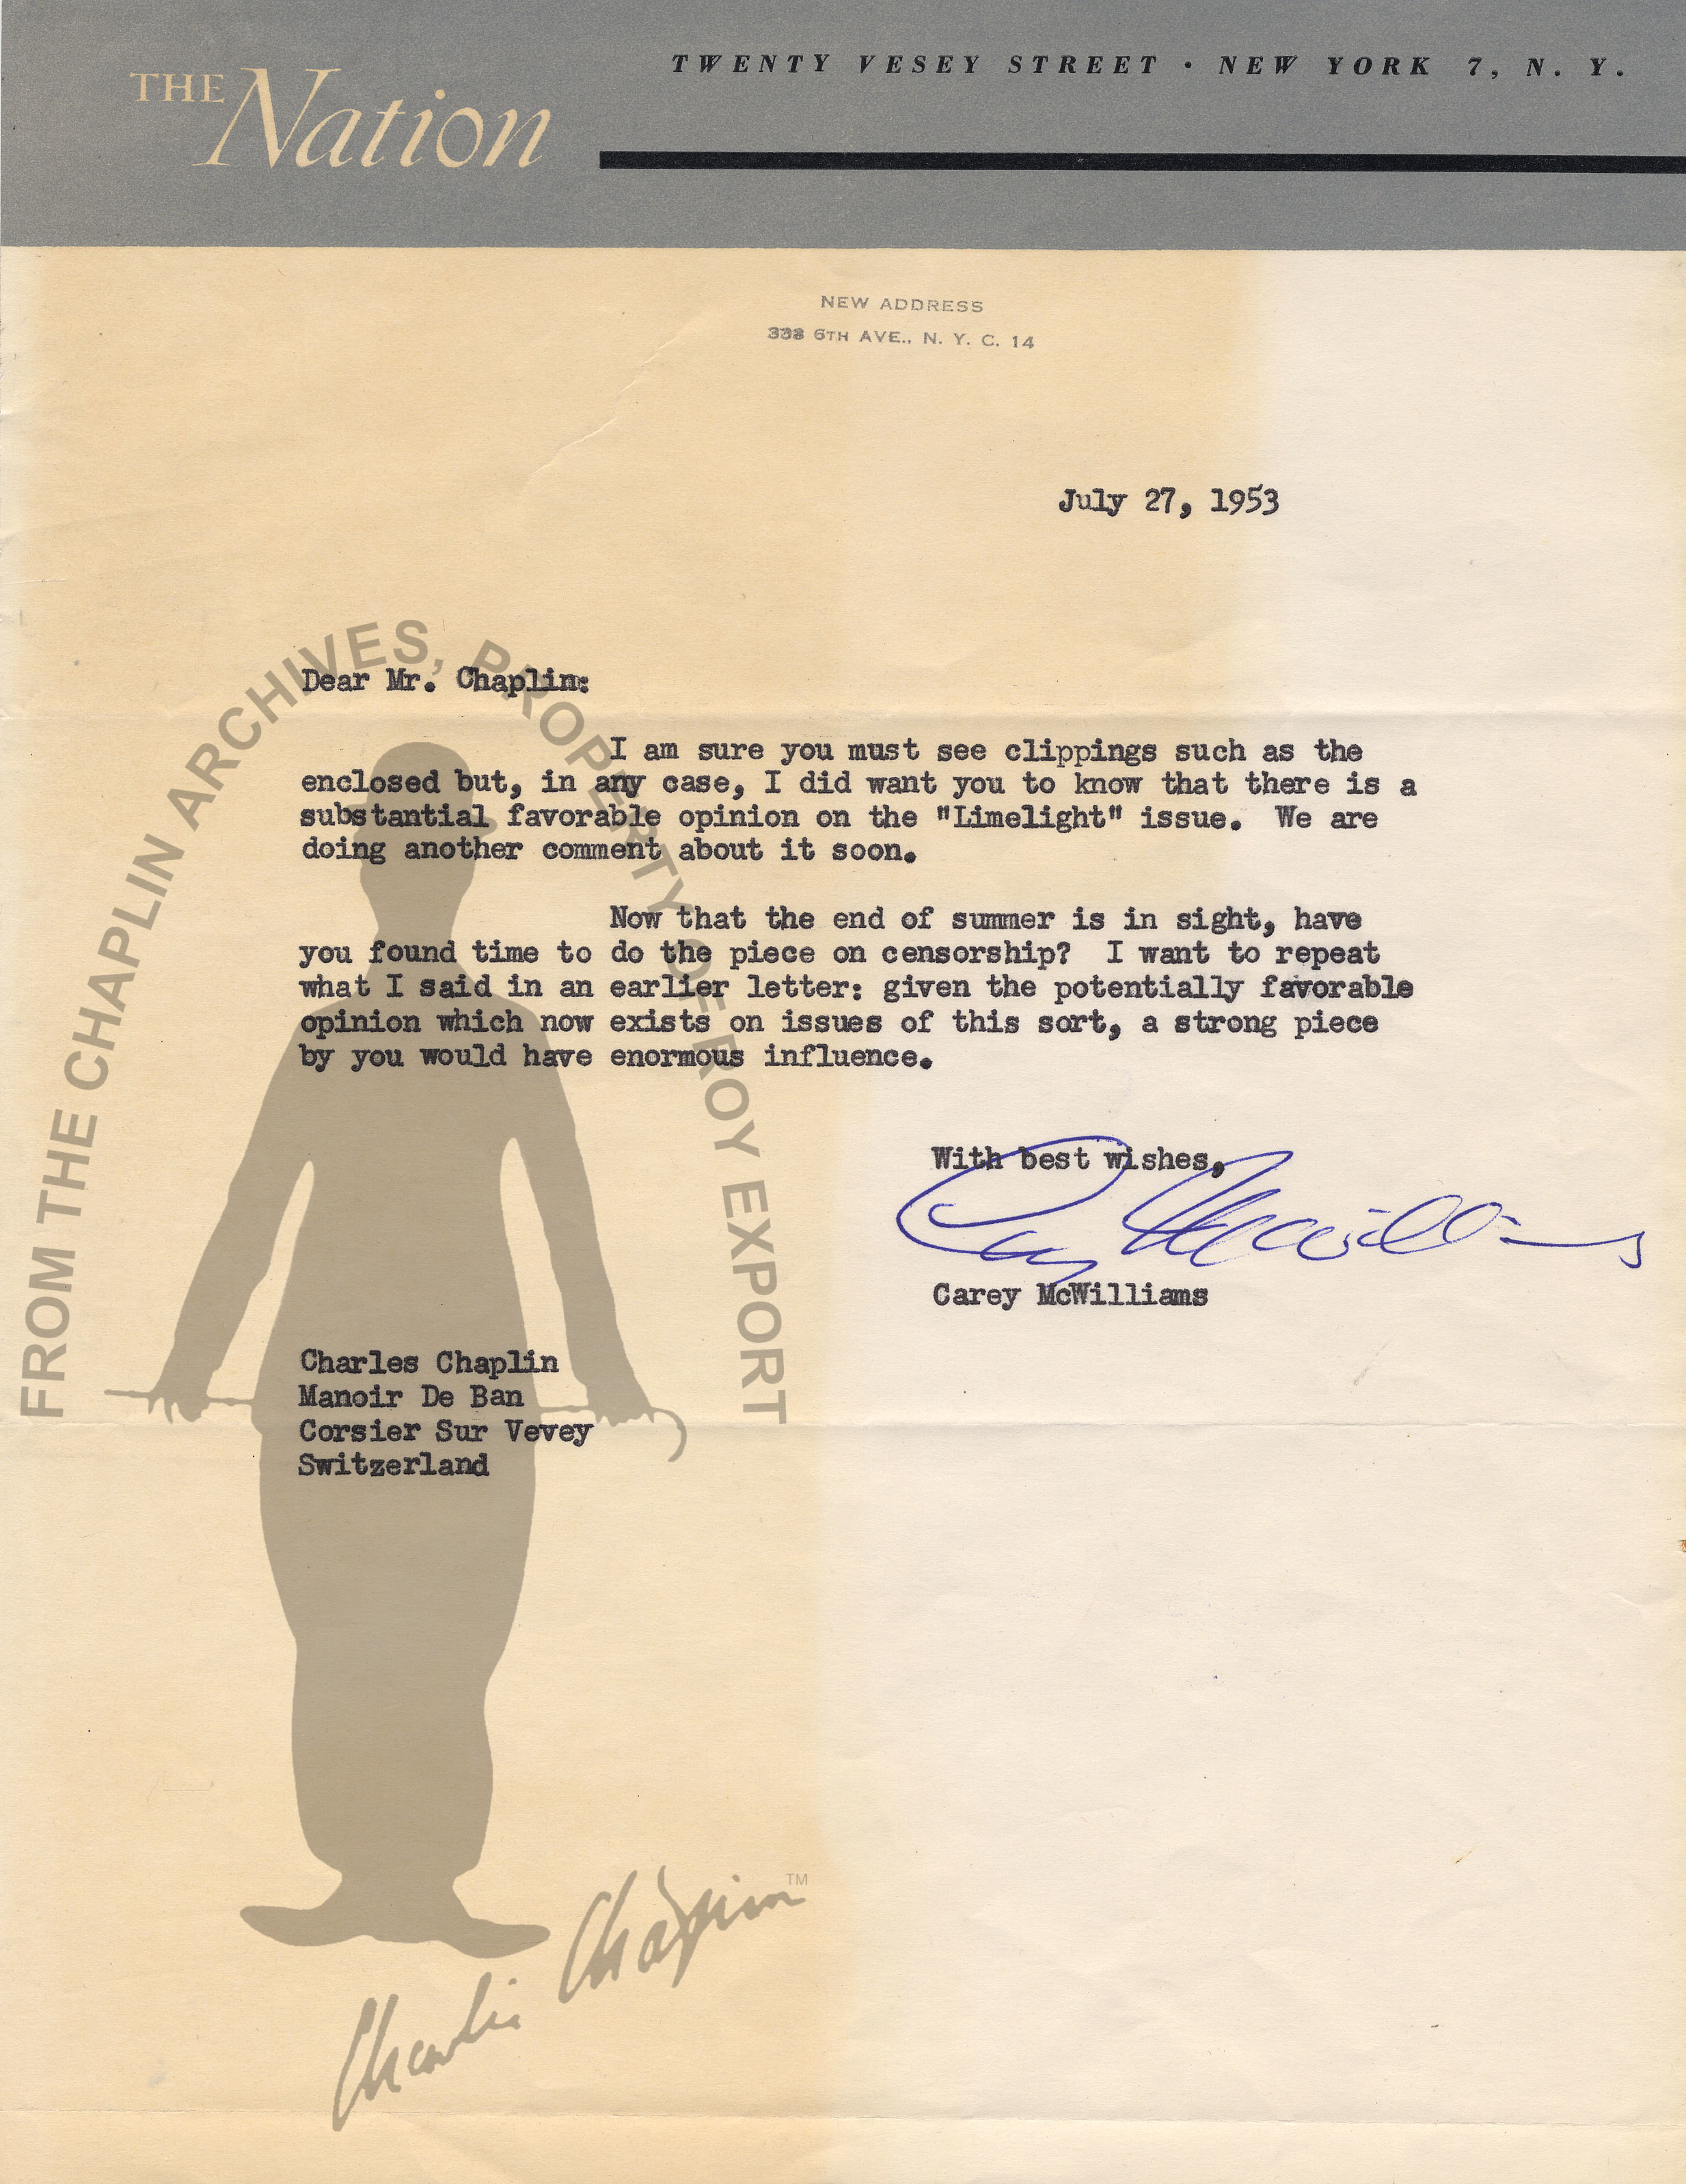 THE Nation
TWENTY VESEY STREET · NEW YORK 7, N. Y.
NEW ADDRESS
6TH AVE., N. Y. C. 14
July 27, 1953
Dear Mr. Chaplin:
I am sure you must see clippings such as the
enclosed but, in any case, I did want you to know that there is a
substantial favorable opinion on the "Limelight" issue. We are
doing another comment about it soon.
Now that the end of summer is in sight, have
you found time to do the piece on censorship? I want to repeat
what I said in an earlier letter: given the potentially favorable
opinion which now exists on issues of this sort, a strong piece
by you would have enormous influence.
With best wishes,
Carey McWilliams
Carey McWilliams
Charles Chaplin
Manoir De Ban
Corsier Sur Vevey
Switzerland
FROM THE CHAPLIN ARCHIVES, PROPERTY OF ROY EXPORT
Charlie Chaplin TM